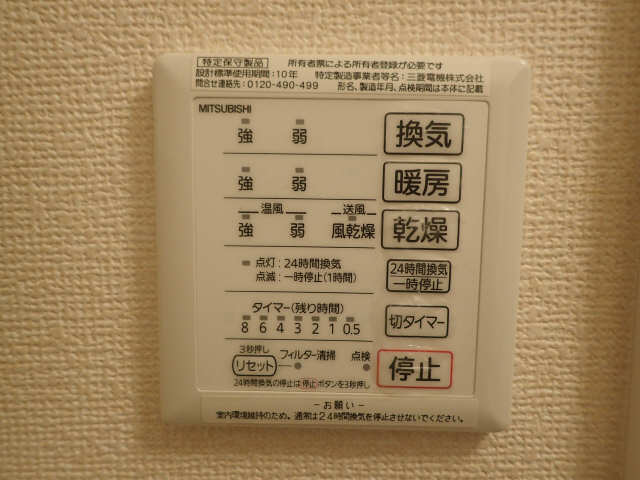 特定保守製品 所有者票による所有者登録が必要です
設計標準使用期間:10年 特定製造事業者等名:三菱電機株式会社
問合せ連絡先:0120-490-499 形名、製造年月、点検期間は本体に記載
MITSUBISHI
強 弱 換気
強 弱 暖房
温風 送風
強 弱 風乾燥 乾燥
点灯:24時間換気
点滅:一時停止(1時間)
24時間換気
一時停止
タイマー(残り時間)
8 6 4 3 2 1 0.5 切タイマー
3秒押し
リセット フィルター清掃 点検 停止
24時間換気の停止は停止ボタンを3秒押し
-お願い-
室内環境維持のため、通常は24時間換気を停止させないでください。